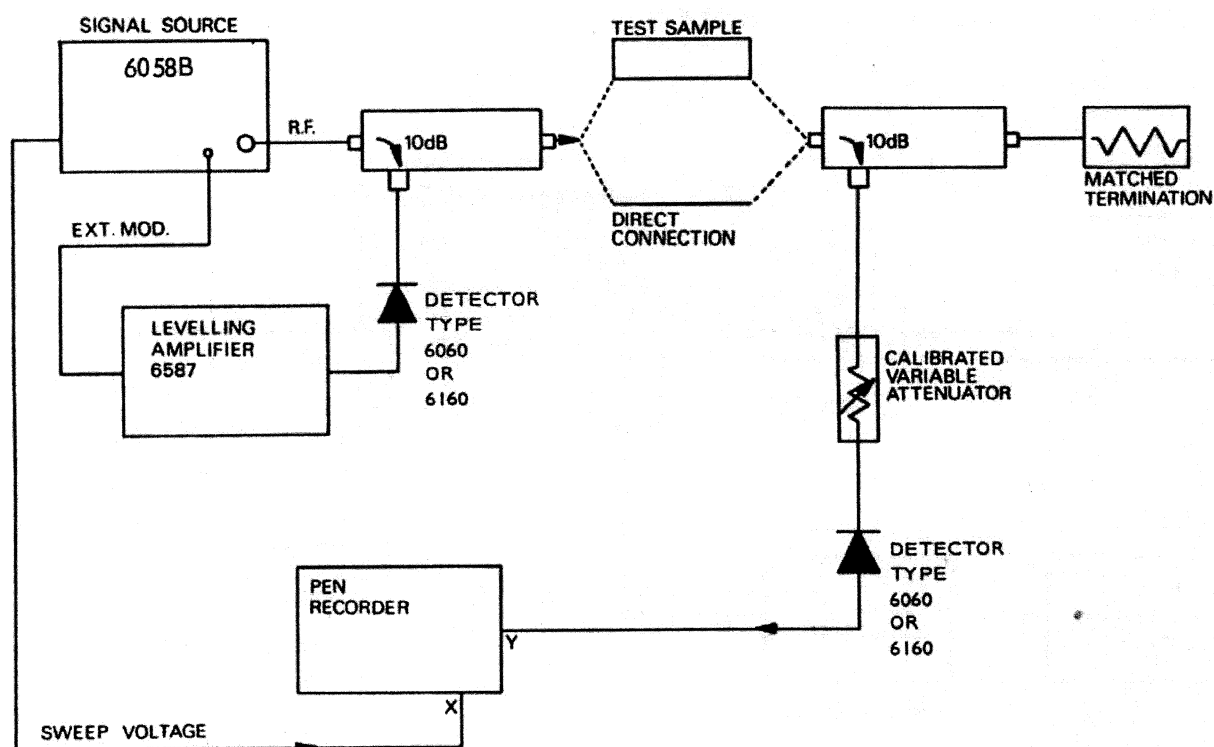 SIGNAL SOURCE
6058B
R.F.
EXT. MOD.
10dB
TEST SAMPLE
DIRECT
CONNECTION
10dB
MATCHED
TERMINATION
LEVELLING
AMPLIFIER
6587
DETECTOR
TYPE
6060
OR
6160
CALIBRATED
VARIABLE
ATTENUATOR
DETECTOR
TYPE
6060
OR
6160
PEN
RECORDER
Y
X
SWEEP VOLTAGE